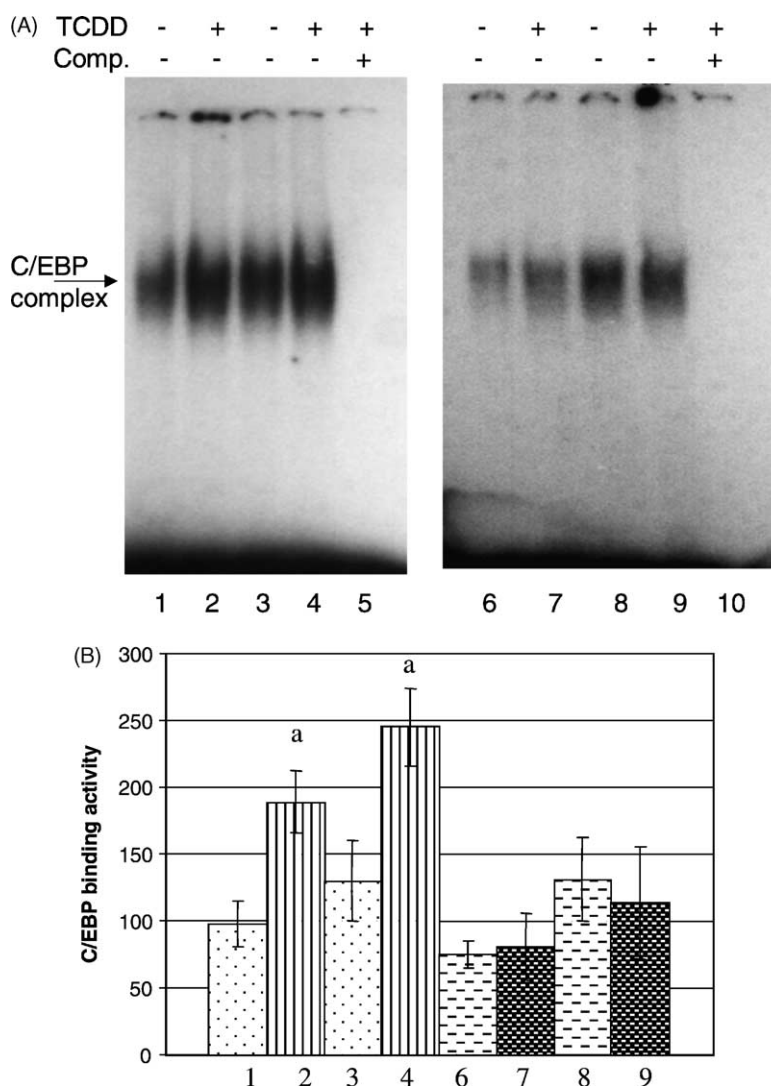 (A) TCDD - + - + + - + - + +
Comp. - - - - + - - - - +
C/EBP
complex
1 2 3 4 5 6 7 8 9 10
(B)
300
250
200
150
100
50
0
C/EBP binding activity
a
a
1 2 3 4 6 7 8 9